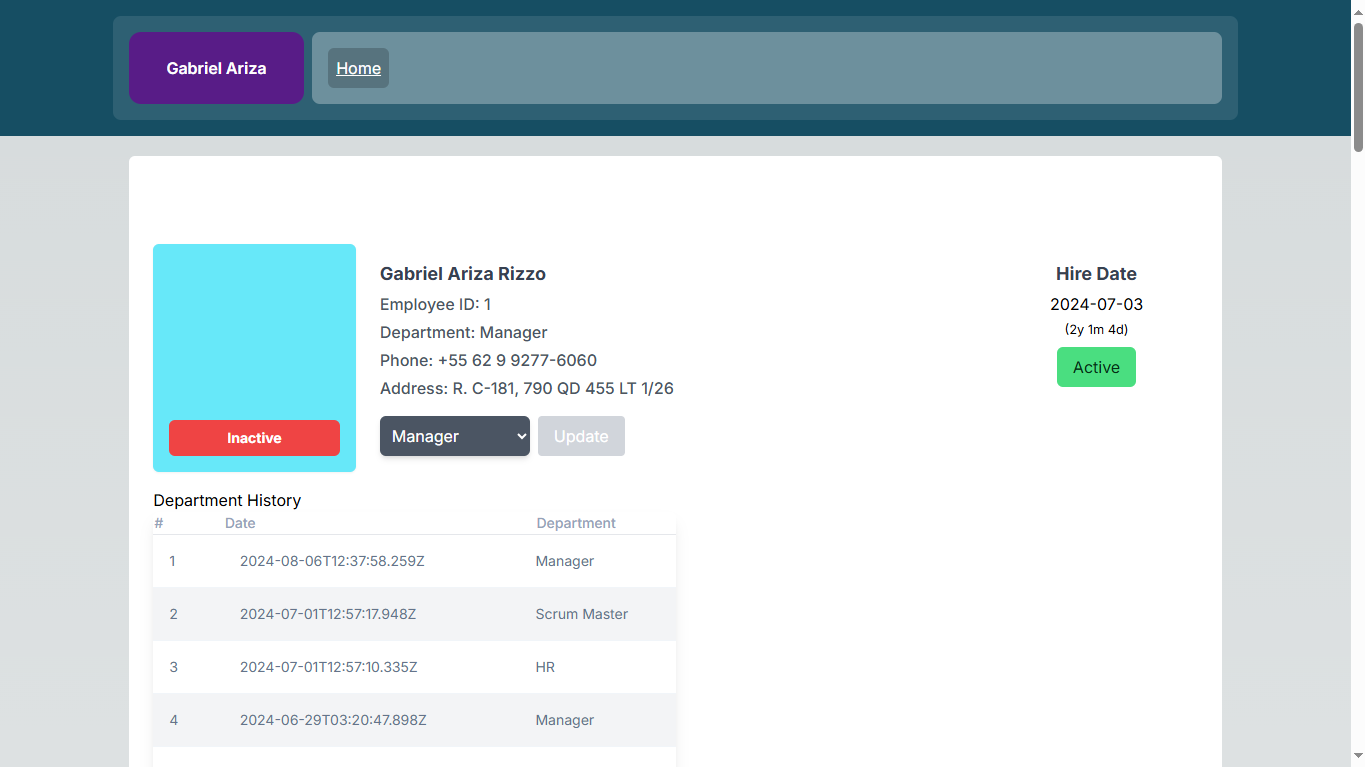 Gabriel Ariza
Home
Gabriel Ariza Rizzo
Employee ID: 1
Department: Manager
Phone: +55 62 9 9277-6060
Address: R. C-181, 790 QD 455 LT 1/26
Manager
Update
Inactive
Hire Date
2024-07-03
(2y 1m 4d)
Active
Department History
# Date Department
1 2024-08-06T12:37:58.259Z Manager
2 2024-07-01T12:57:17.948Z Scrum Master
3 2024-07-01T12:57:10.335Z HR
4 2024-06-29T03:20:47.898Z Manager